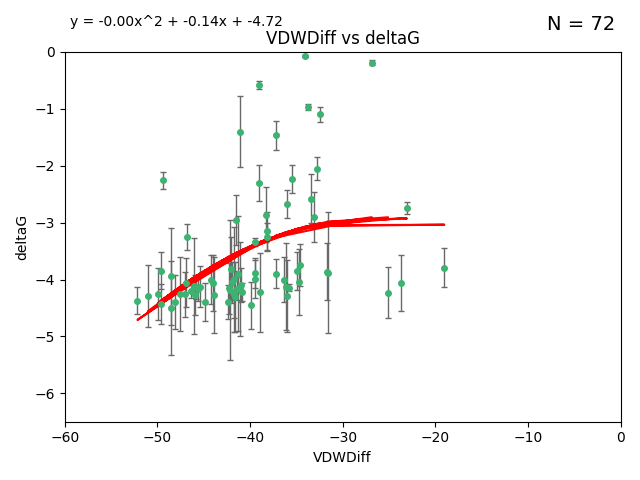 y = -0.00x^2 + -0.14x + -4.72
N = 72
VDWDiff vs deltaG
0
−1
−2
−3
−4
−5
−6
deltaG
−60 −50 −40 −30 −20 −10 0
VDWDiff